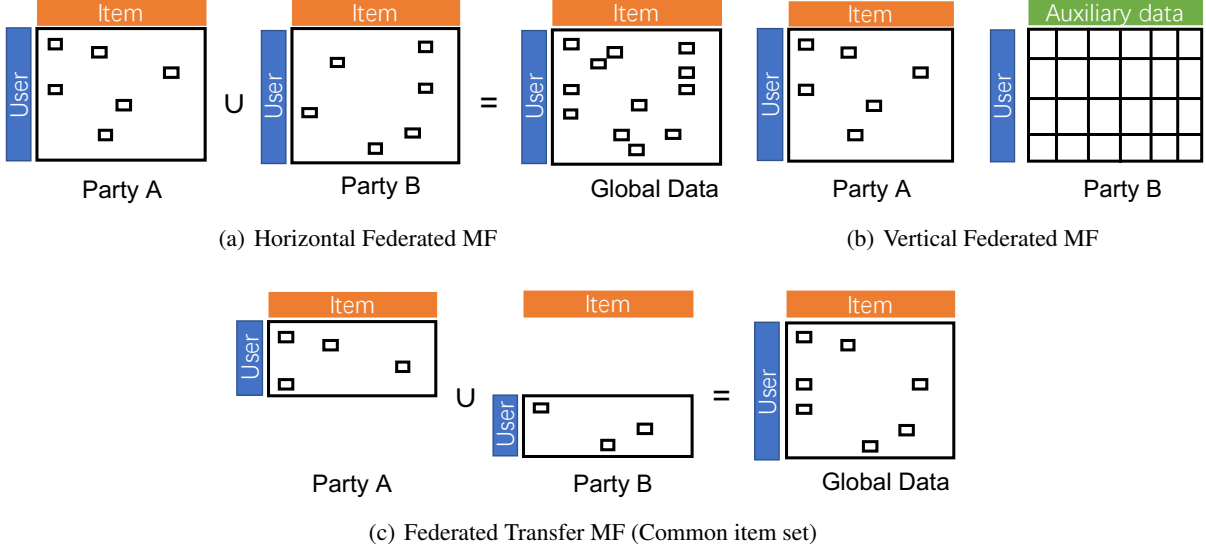 Item
User
Party A
∪
Item
User
Party B
=
Item
User
Global Data
(a) Horizontal Federated MF
Item
User
Party A
Auxiliary data
User
Party B
(b) Vertical Federated MF
Item
User
Party A
∪
Item
User
Party B
=
Item
User
Global Data
(c) Federated Transfer MF (Common item set)